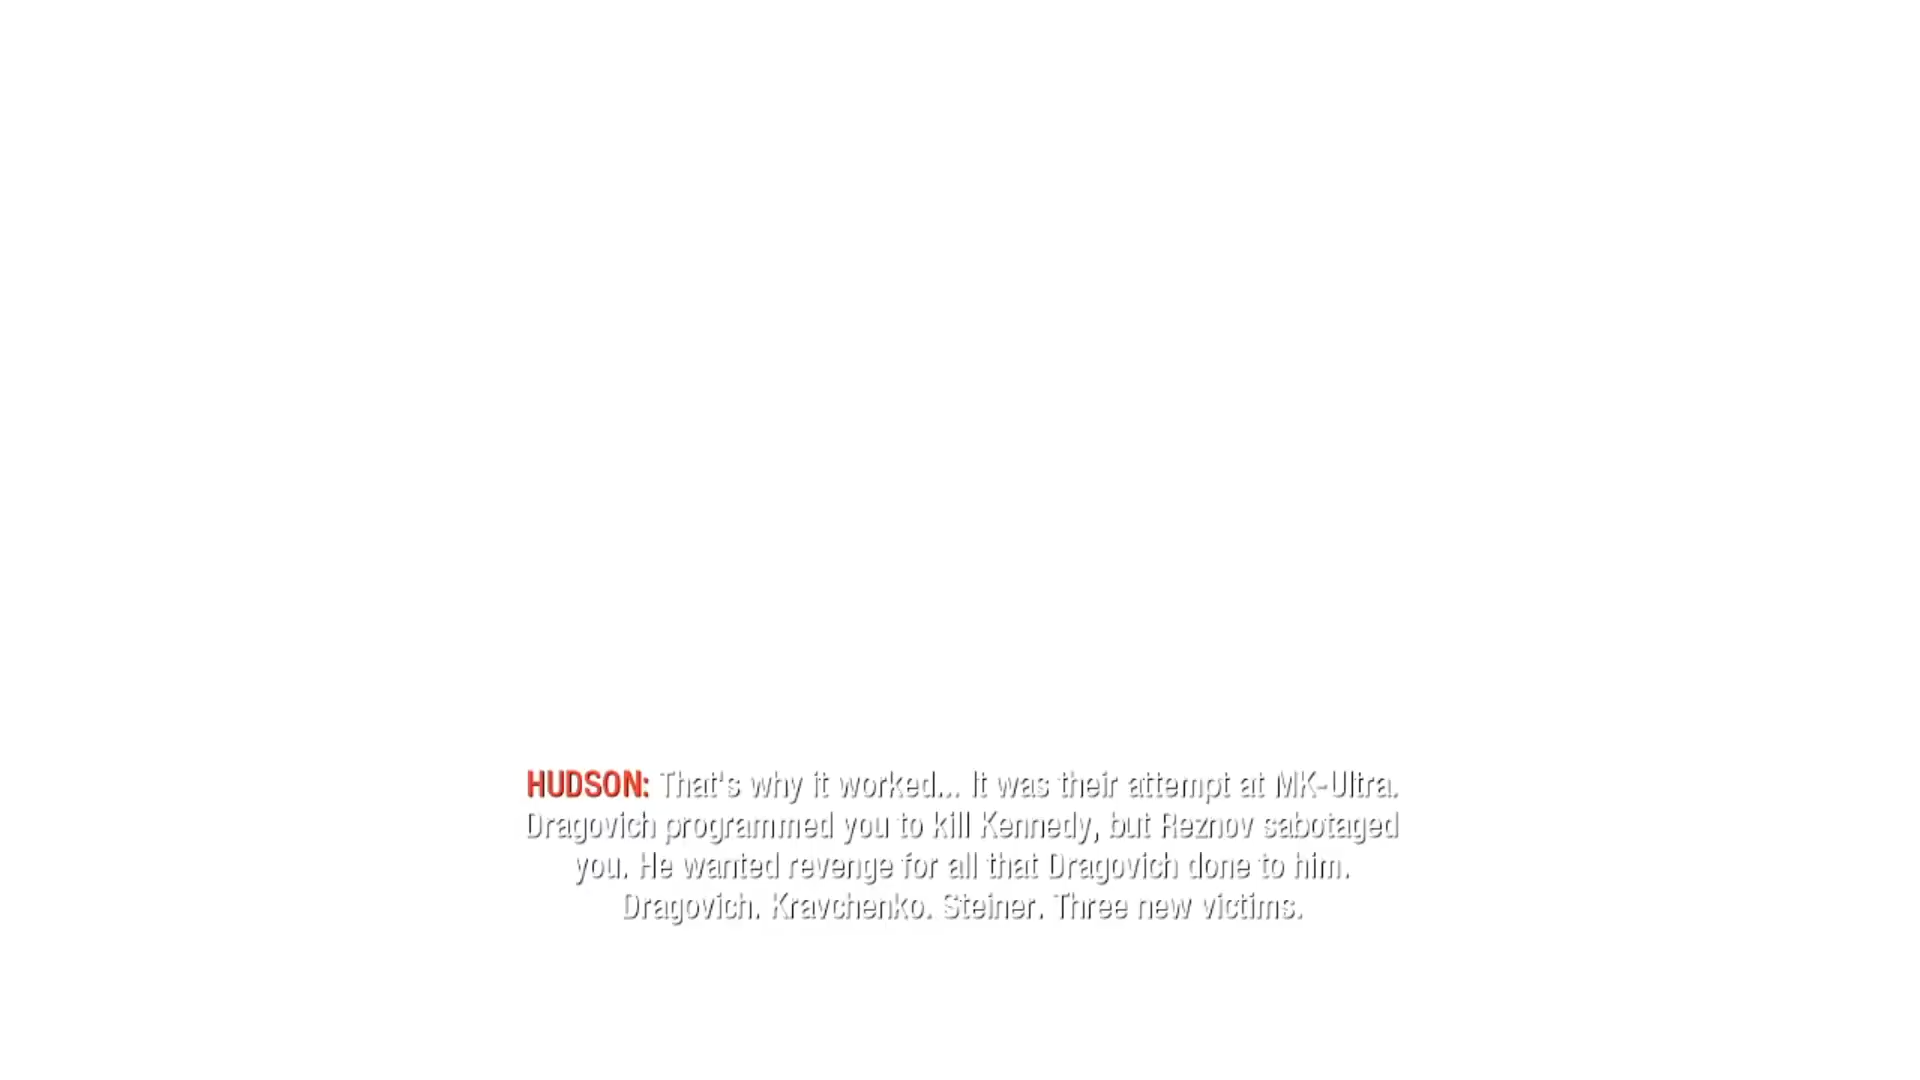 HUDSON: That's why it worked... It was their attempt at MK-Ultra.
Dragovich programmed you to kill Kennedy, but Reznov sabotaged
you. He wanted revenge for all that Dragovich done to him.
Dragovich. Kravchenko. Steiner. Three new victims.